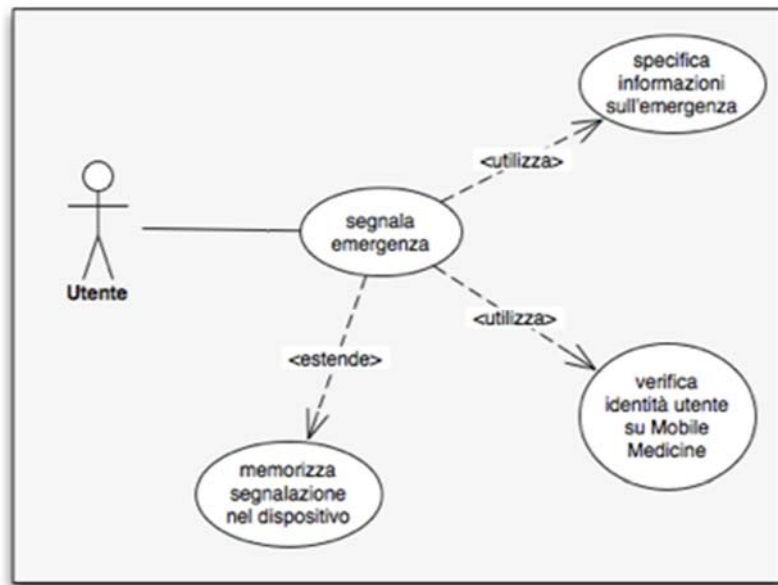 specifica
informazioni
sull'emergenza
<utilizza>
segnala
emergenza
Utente
<utilizza>
<estende>
verifica
identità utente
su Mobile
Medicine
memorizza
segnalazione
nel dispositivo